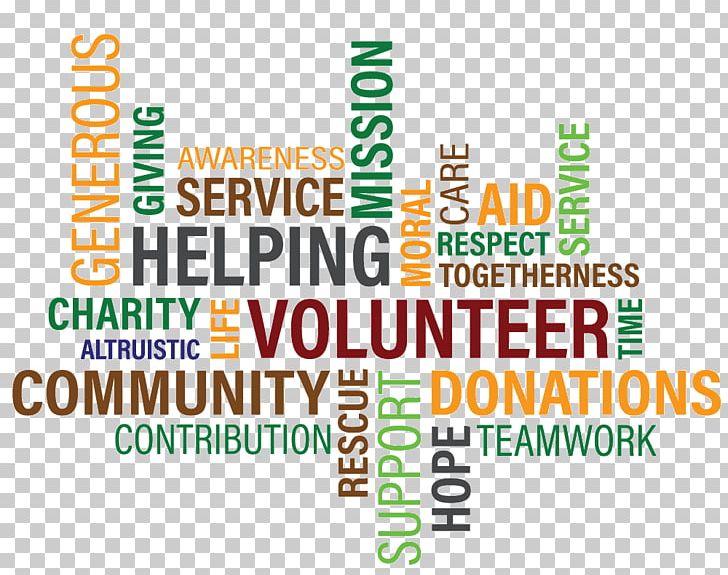 GENEROUS
GIVING
AWARENESS
SERVICE
MISSION
MORAL
CARE
AID
SERVICE
HELPING
RESPECT
TOGETHERNESS
CHARITY
LIFE
VOLUNTEER
TIME
ALTRUISTIC
COMMUNITY
RESCUE
SUPPORT
DONATIONS
CONTRIBUTION
HOPE
TEAMWORK